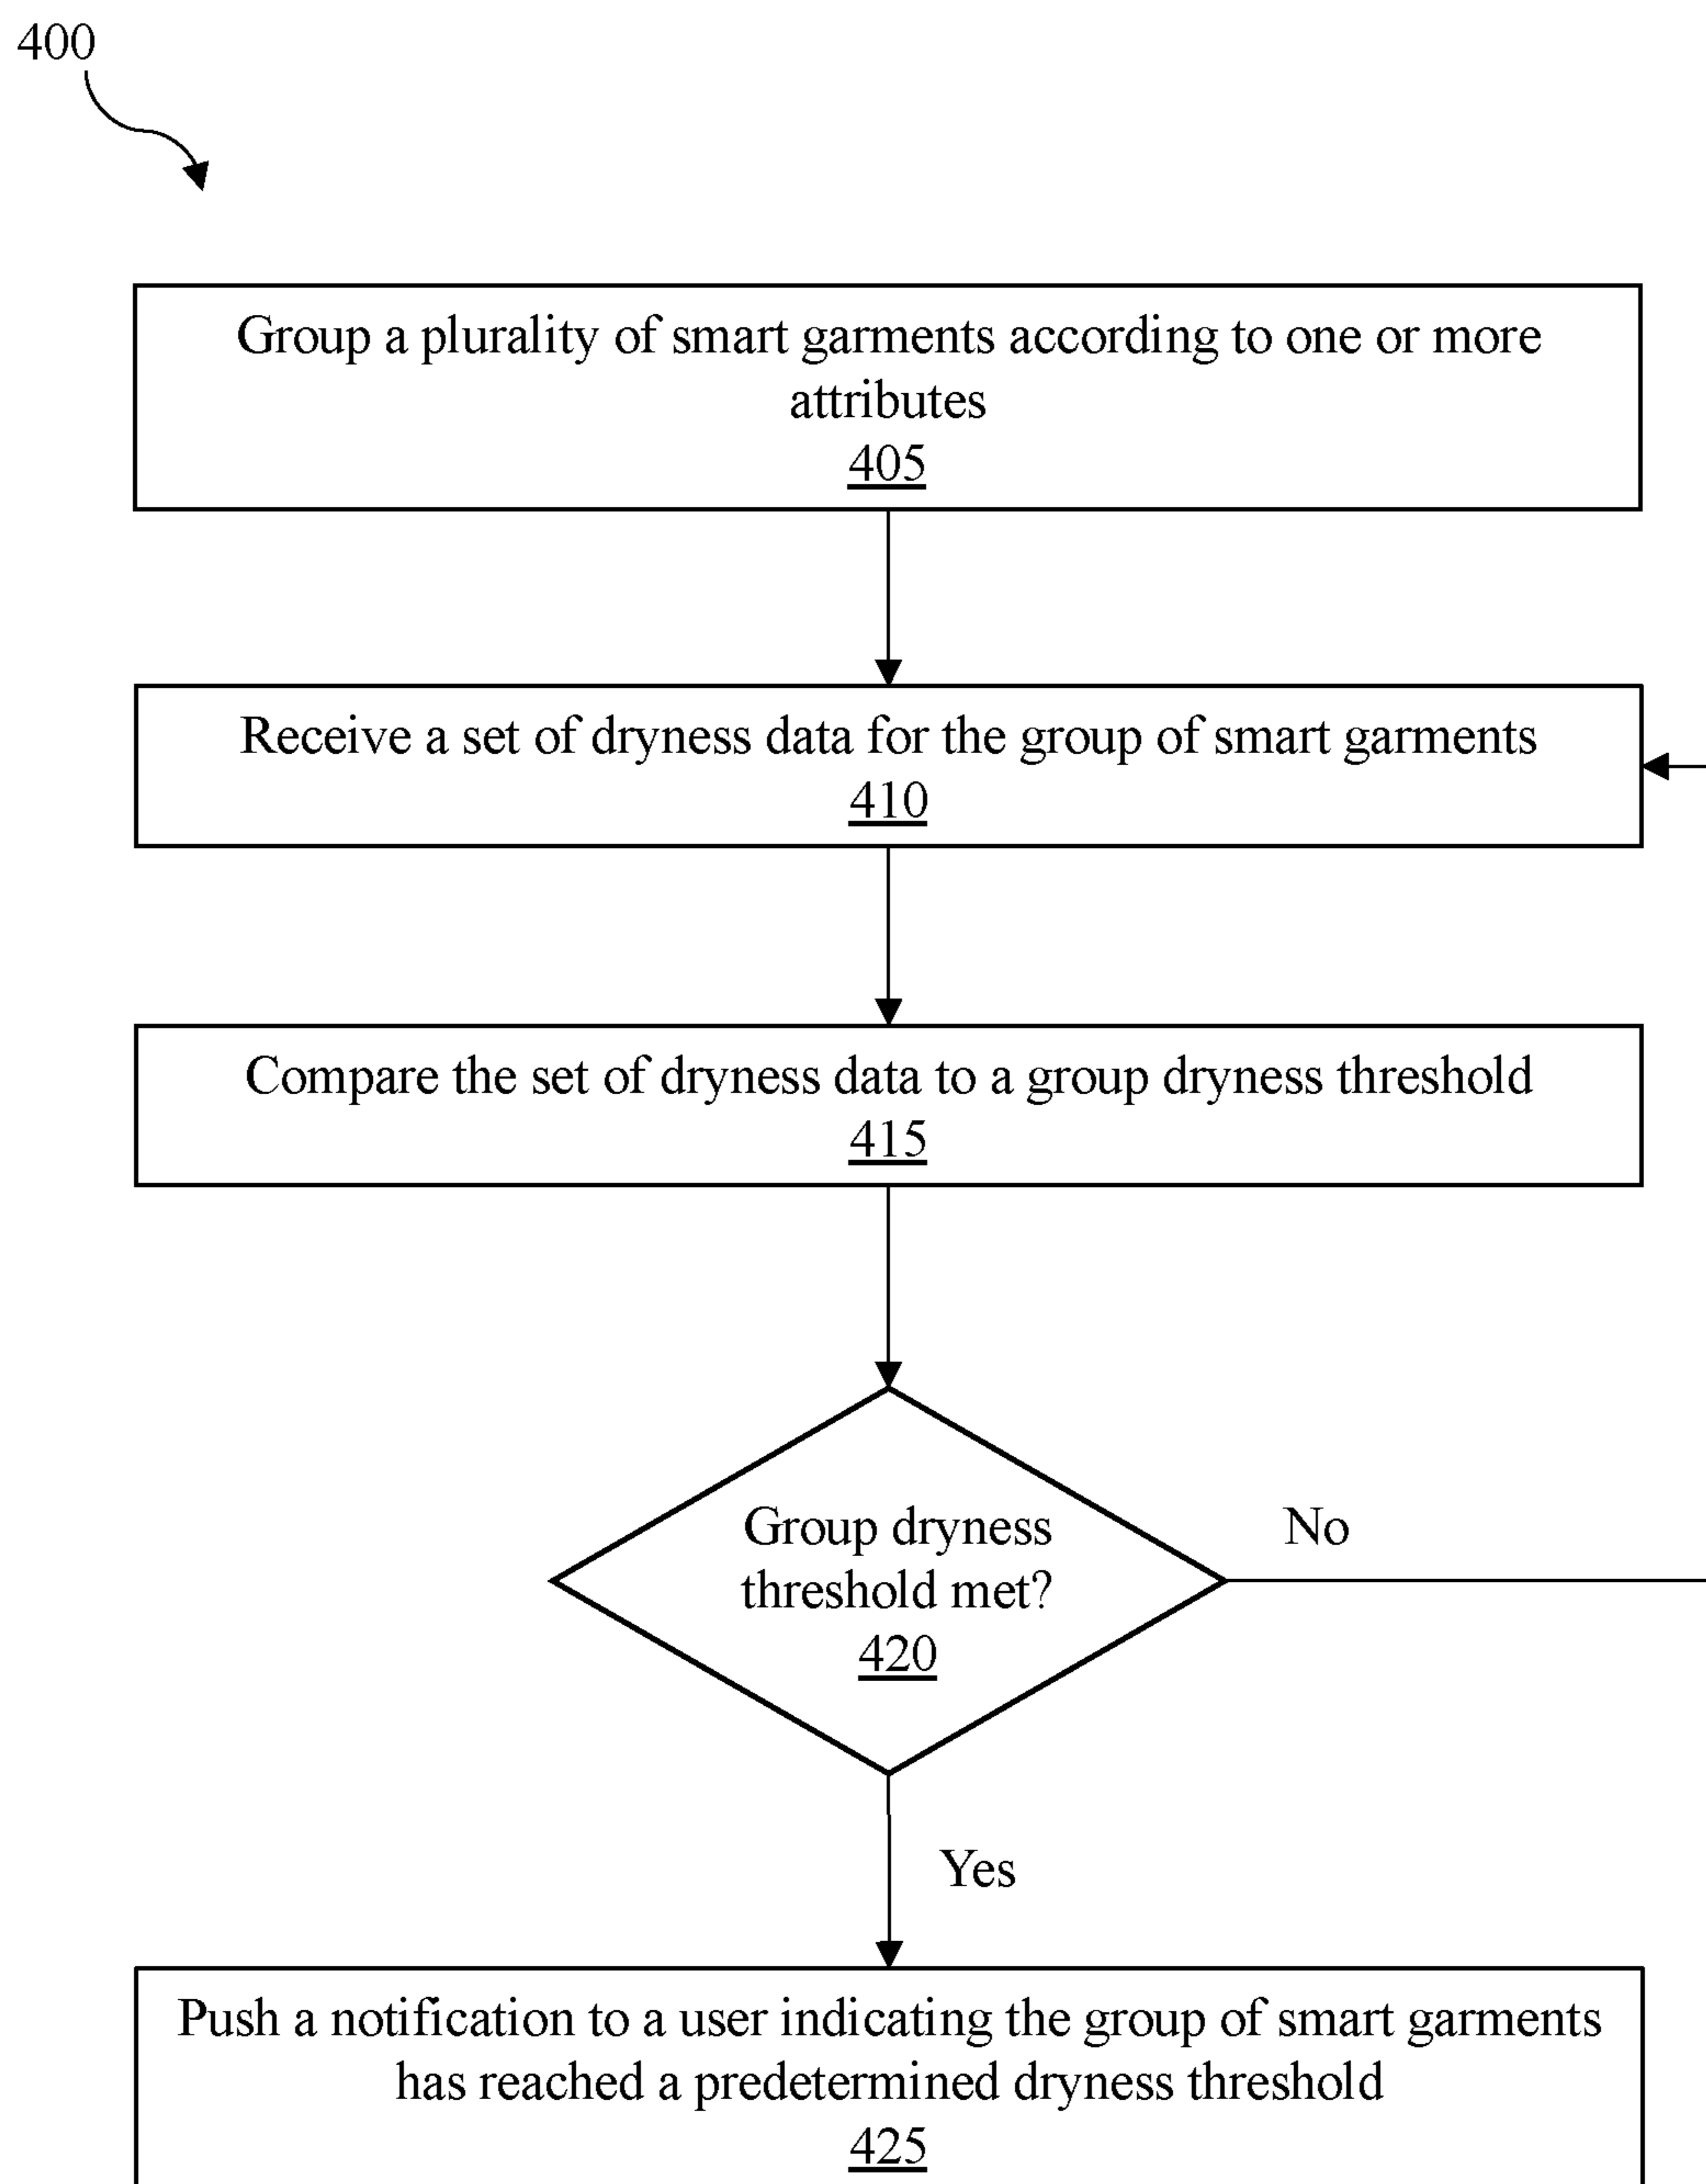 400
Group a plurality of smart garments according to one or more
attributes
405
Receive a set of dryness data for the group of smart garments
410
Compare the set of dryness data to a group dryness threshold
415
Group dryness
threshold met?
420
No
Yes
Push a notification to a user indicating the group of smart garments
has reached a predetermined dryness threshold
425